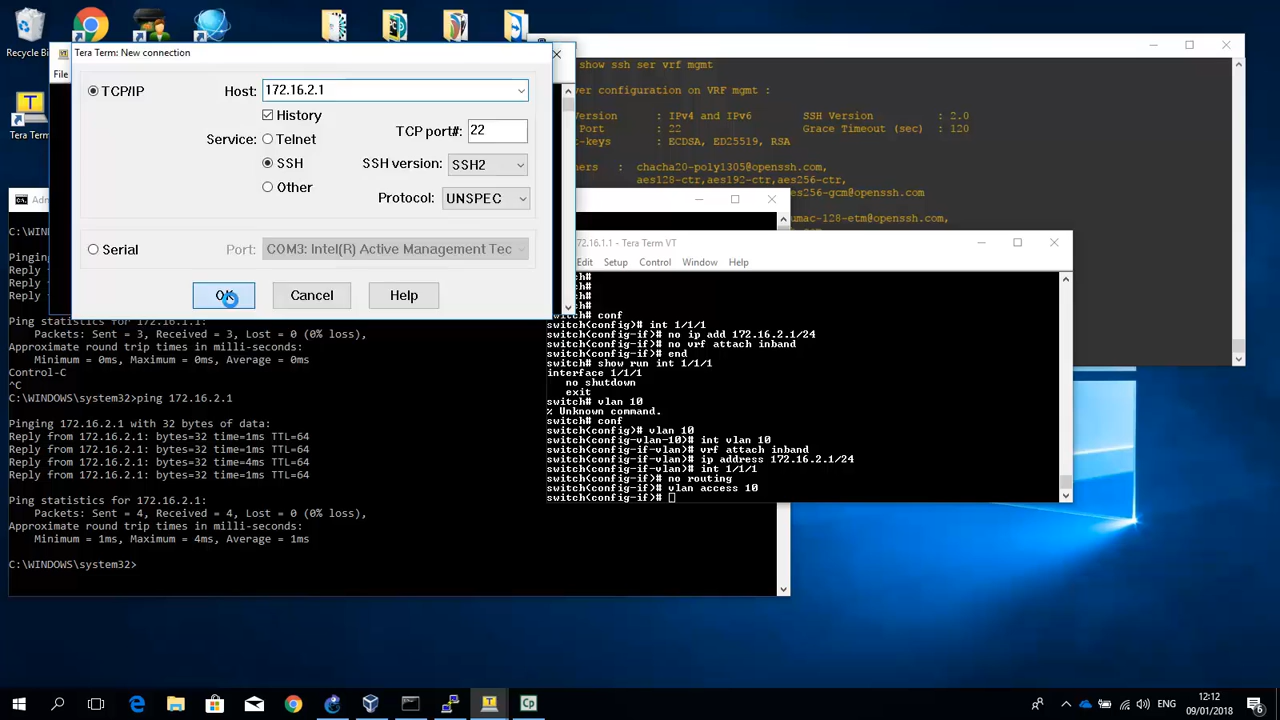 Recycle Bi
Tera Term
Tera Term: New connection
File
TCP/IP
Host: 172.16.2.1
History
Service: Telnet
TCP port#: 22
SSH
SSH version: SSH2
Other
Protocol: UNSPEC
Serial
Port: COM3: Intel(R) Active Management Tec
OK
Cancel
Help
show ssh ser vrf mgmt
ver configuration on VRF mgmt :
Version : IPv4 and IPv6 SSH Version : 2.0
Port : 22 Grace Timeout (sec) : 120
t-keys : ECDSA, ED25519, RSA
hers : chacha20-poly1305@openssh.com,
aes128-ctr,aes192-ctr,aes256-ctr,
aes256-gcm@openssh.com
umac-128-etm@openssh.com,
72.16.1.1 - Tera Term VT
Edit Setup Control Window Help
ch#
ch#
ch#
ch#
switch# conf
switch(config)# int 1/1/1
switch(config-if)# no ip add 172.16.2.1/24
switch(config-if)# no vrf attach inband
switch(config-if)# end
switch# show run int 1/1/1
interface 1/1/1
no shutdown
exit
switch# vlan 10
% Unknown command.
switch# conf
switch(config)# vlan 10
switch(config-vlan-10)# int vlan 10
switch(config-if-vlan)# vrf attach inband
switch(config-if-vlan)# ip address 172.16.2.1/24
switch(config-if-vlan)# int 1/1/1
switch(config-if)# no routing
switch(config-if)# vlan access 10
switch(config-if)#
Adm
C:\WIND
Pinging
Reply f
Reply f
Reply f
Ping statistics for 172.16.1.1:
Packets: Sent = 3, Received = 3, Lost = 0 (0% loss),
Approximate round trip times in milli-seconds:
Minimum = 0ms, Maximum = 0ms, Average = 0ms
Control-C
^C
C:\WINDOWS\system32>ping 172.16.2.1
Pinging 172.16.2.1 with 32 bytes of data:
Reply from 172.16.2.1: bytes=32 time=1ms TTL=64
Reply from 172.16.2.1: bytes=32 time=4ms TTL=64
Reply from 172.16.2.1: bytes=32 time=1ms TTL=64
Reply from 172.16.2.1: bytes=32 time=1ms TTL=64
Ping statistics for 172.16.2.1:
Packets: Sent = 4, Received = 4, Lost = 0 (0% loss),
Approximate round trip times in milli-seconds:
Minimum = 1ms, Maximum = 4ms, Average = 1ms
C:\WINDOWS\system32>
ENG
12:12
09/01/2018